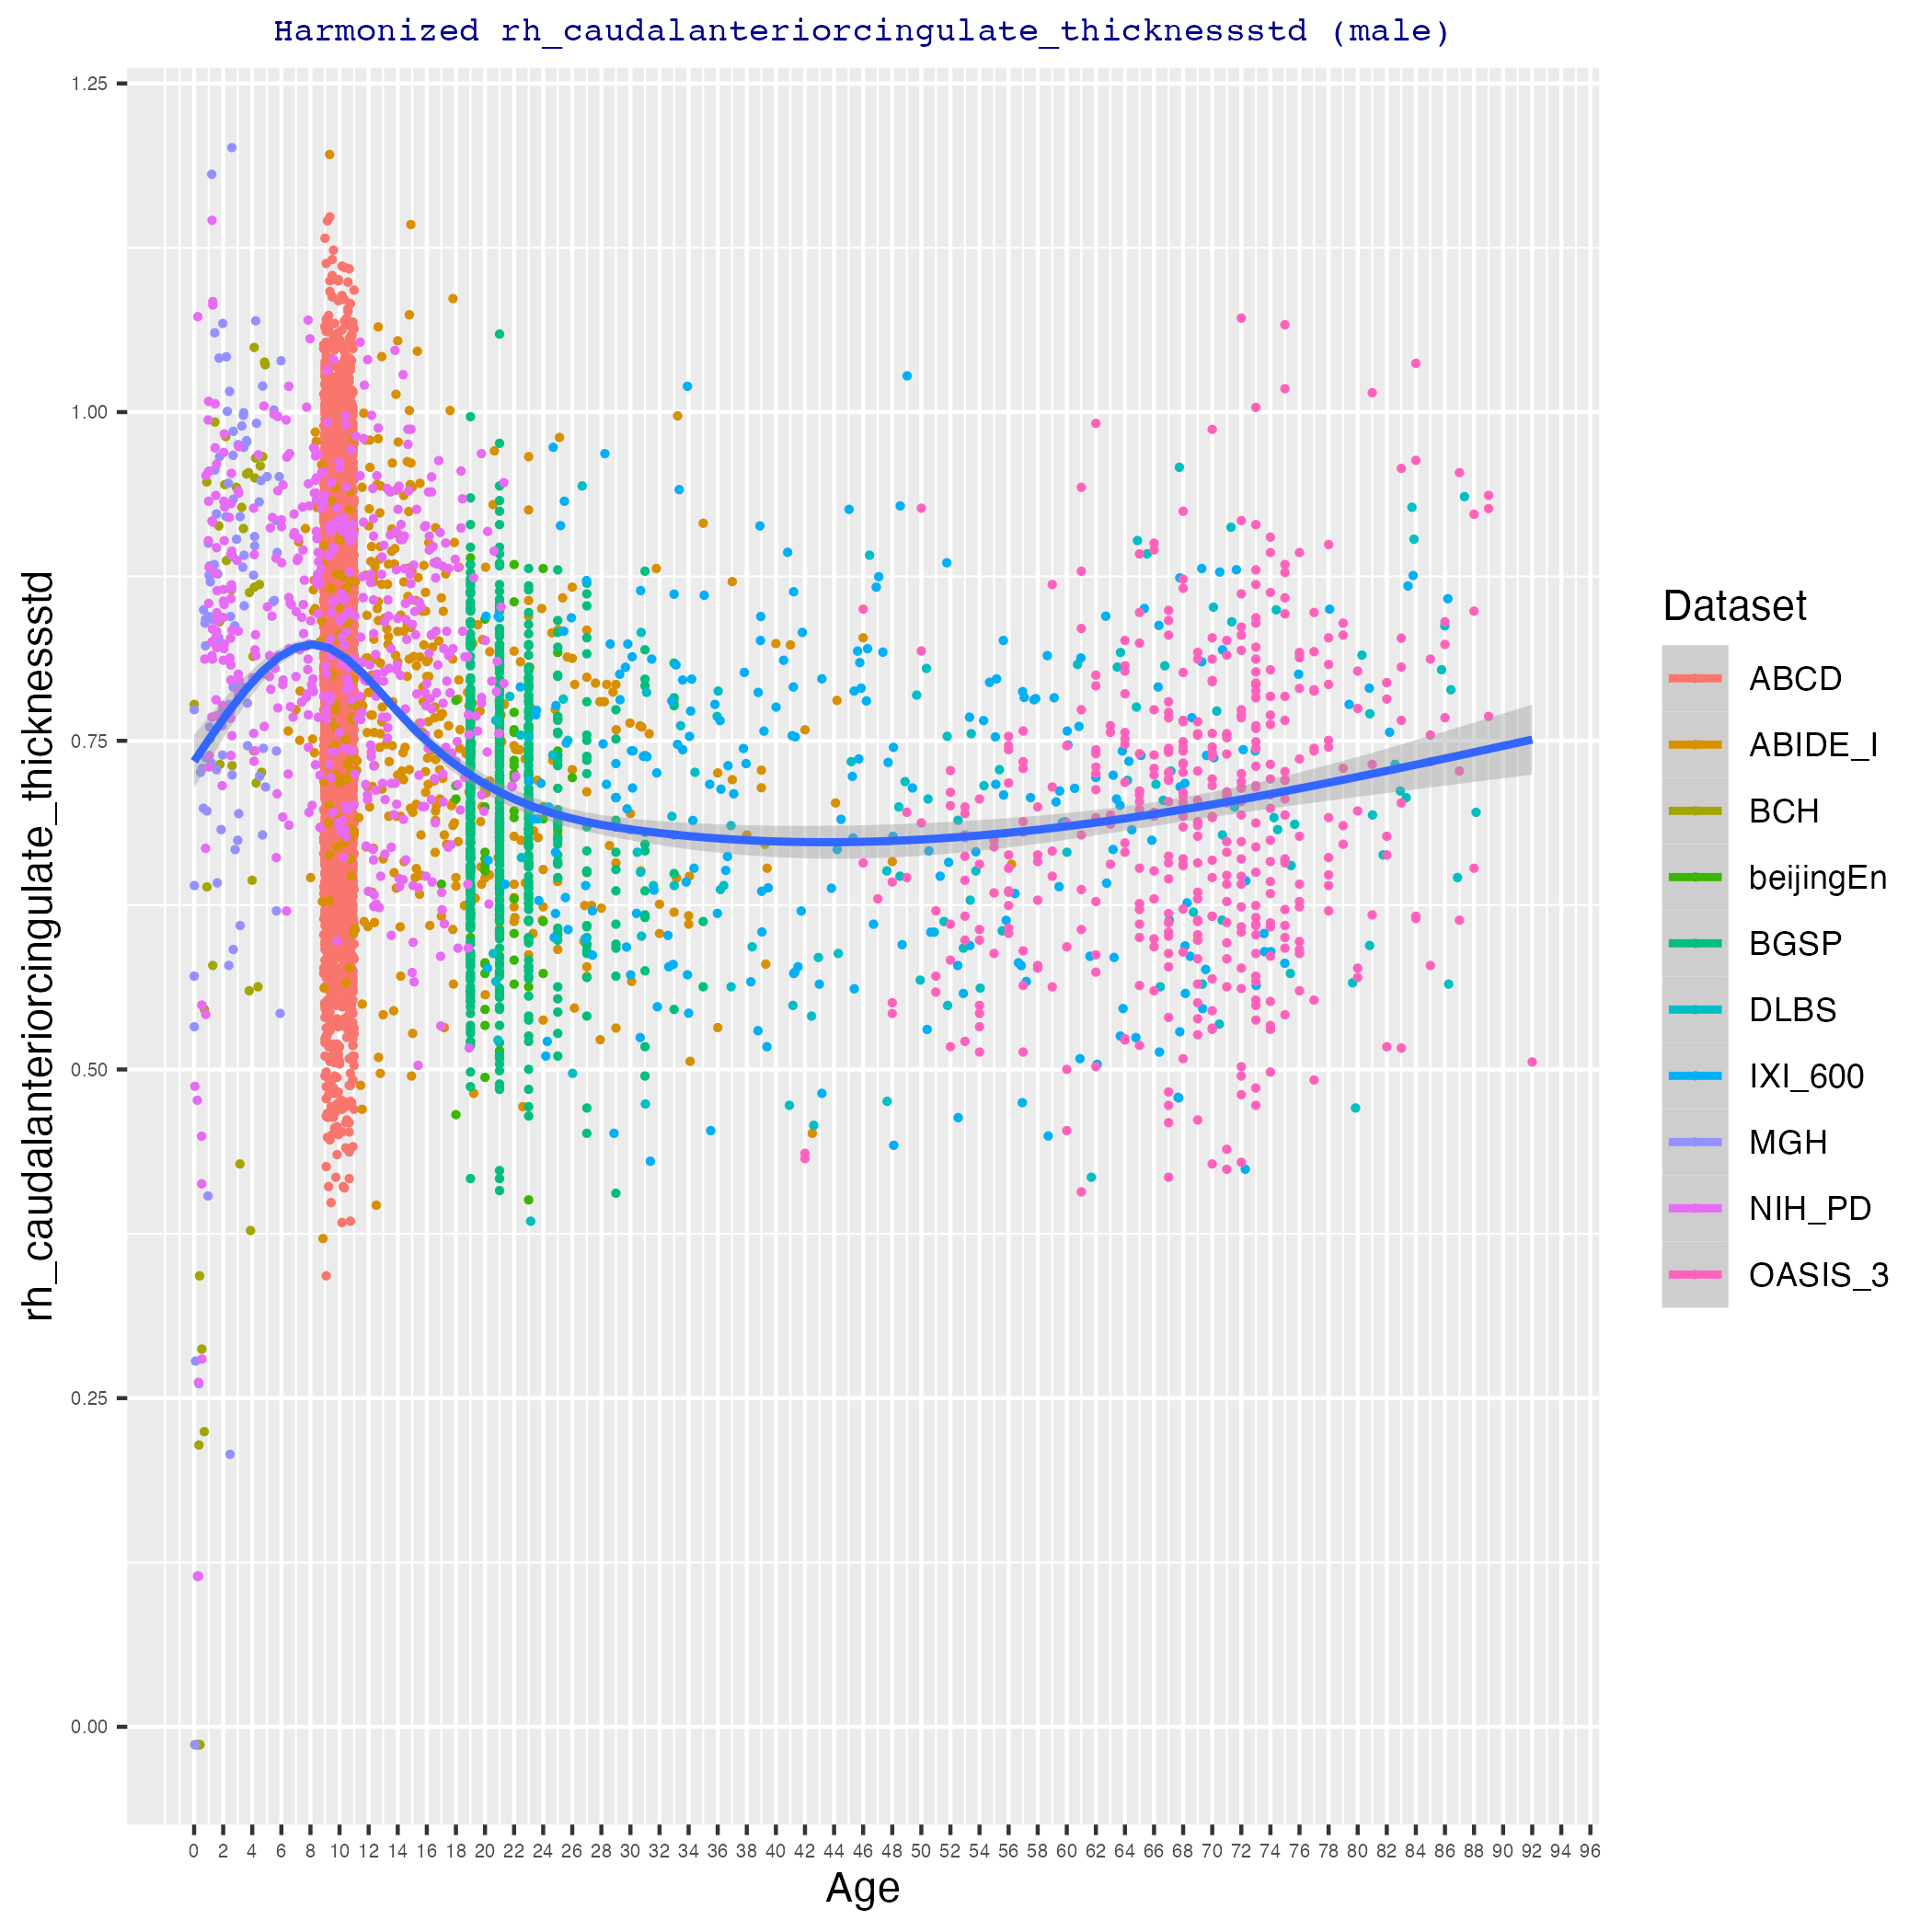 Harmonized rh_caudalanteriorcingulate_thicknessstd (male)
rh_caudalanteriorcingulate_thicknessstd
1.25
1.00
0.75
0.50
0.25
0.00
0 2 4 6 8 10 12 14 16 18 20 22 24 26 28 30 32 34 36 38 40 42 44 46 48 50 52 54 56 58 60 62 64 66 68 70 72 74 76 78 80 82 84 86 88 90 92 94 96
Age
Dataset
ABCD
ABIDE_I
BCH
beijingEn
BGSP
DLBS
IXI_600
MGH
NIH_PD
OASIS_3